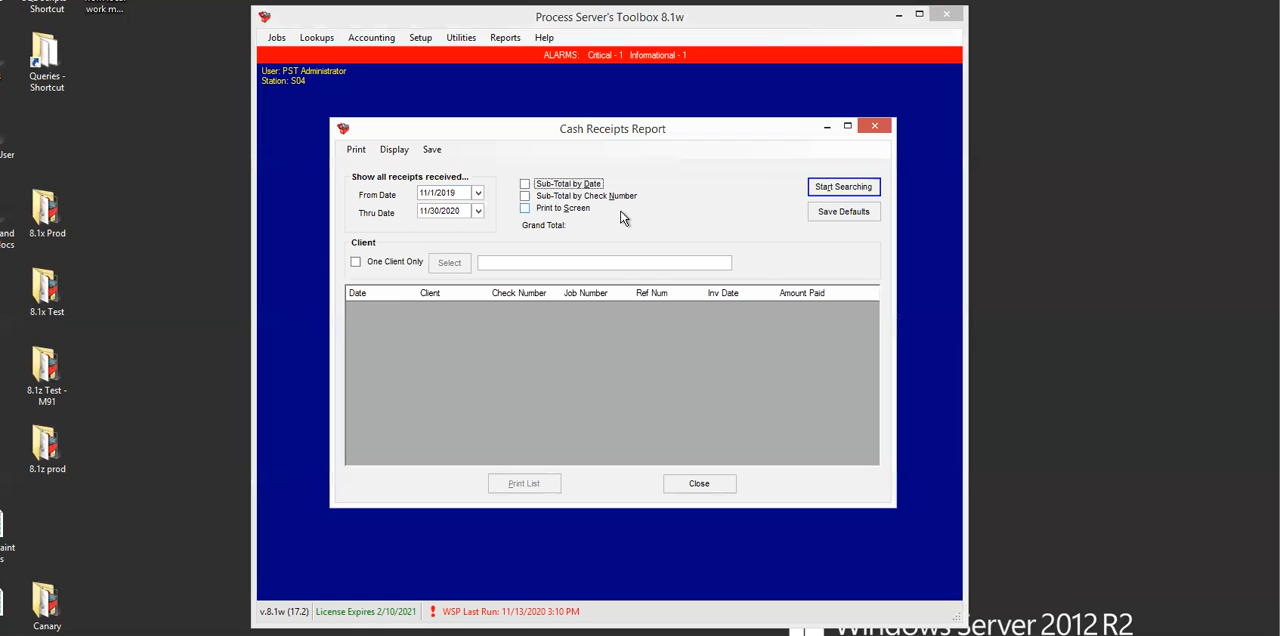 SQL Scripts -
Shortcut
from local
work m...
Process Server's Toolbox 8.1w
Jobs Lookups Accounting Setup Utilities Reports Help
ALARMS: Critical - 1 Informational - 1
User: PST Administrator
Station: S04
Queries -
Shortcut
User
and
docs
8.1x Prod
8.1x Test
8.1z Test -
M91
8.1z prod
Canary
Cash Receipts Report
Print Display Save
Show all receipts received...
From Date 11/1/2019
Thru Date 11/30/2020
Sub-Total by Date
Sub-Total by Check Number
Print to Screen
Grand Total:
Start Searching
Save Defaults
Client
One Client Only Select
Date Client Check Number Job Number Ref Num Inv Date Amount Paid
Print List Close
v.8.1w (17.2) License Expires 2/10/2021 WSP Last Run: 11/13/2020 3:10 PM
Windows Server 2012 R2